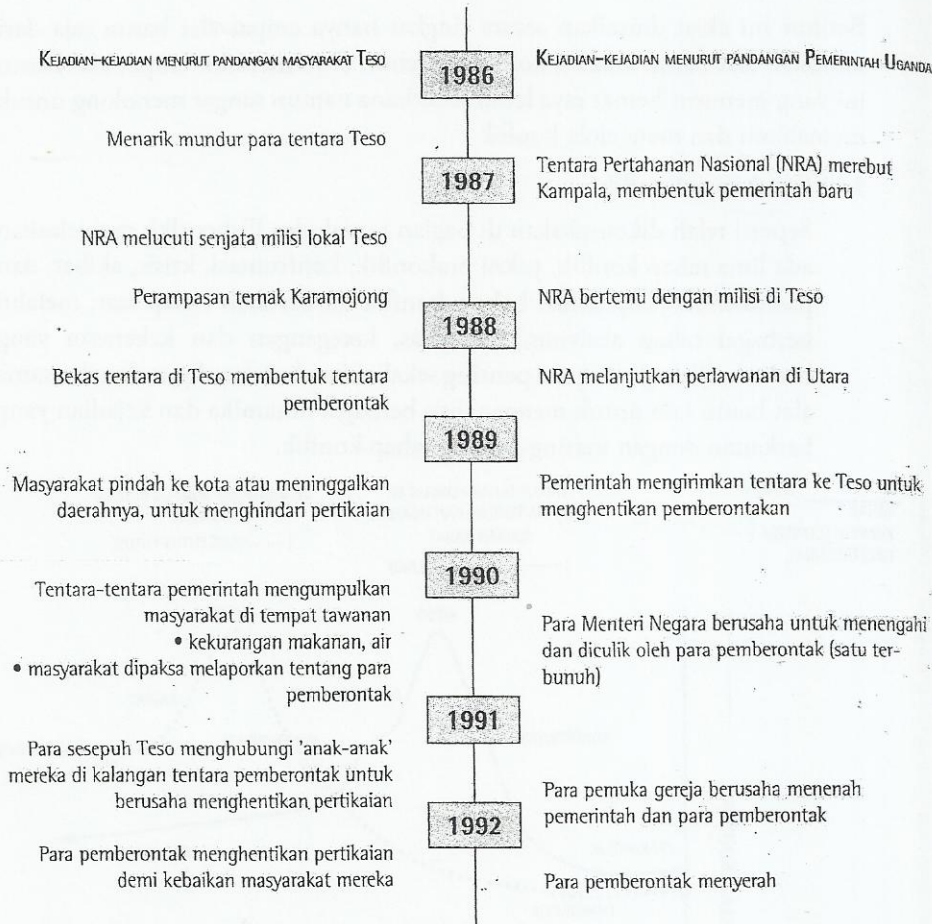 KEJADIAN-KEJADIAN MENURUT PANDANGAN MASYARAKAT TESO
1986
KEJADIAN-KEJADIAN MENURUT PANDANGAN PEMERINTAH UGANDA
Menarik mundur para tentara Teso
1987
Tentara Pertahanan Nasional (NRA) merebut
Kampala, membentuk pemerintah baru
NRA melucuti senjata milisi lokal Teso
Perampasan ternak Karamojong
1988
NRA bertemu dengan milisi di Teso
Bekas tentara di Teso membentuk tentara
pemberontak
NRA melanjutkan perlawanan di Utara
1989
Masyarakat pindah ke kota atau meninggalkan
daerahnya, untuk menghindari pertikaian
Pemerintah mengirimkan tentara ke Teso untuk
menghentikan pemberontakan
1990
Tentara-tentara pemerintah mengumpulkan
masyarakat di tempat tawanan
• kekurangan makanan, air
• masyarakat dipaksa melaporkan tentang para
pemberontak
Para Menteri Negara berusaha untuk menengahi
dan diculik oleh para pemberontak (satu ter-
bunuh)
1991
Para sesepuh Teso menghubungi 'anak-anak'
mereka di kalangan tentara pemberontak untuk
berusaha menghentikan pertikaian
Para pemuka gereja berusaha menenah
pemerintah dan para pemberontak
1992
Para pemberontak menghentikan pertikaian
demi kebaikan masyarakat mereka
Para pemberontak menyerah